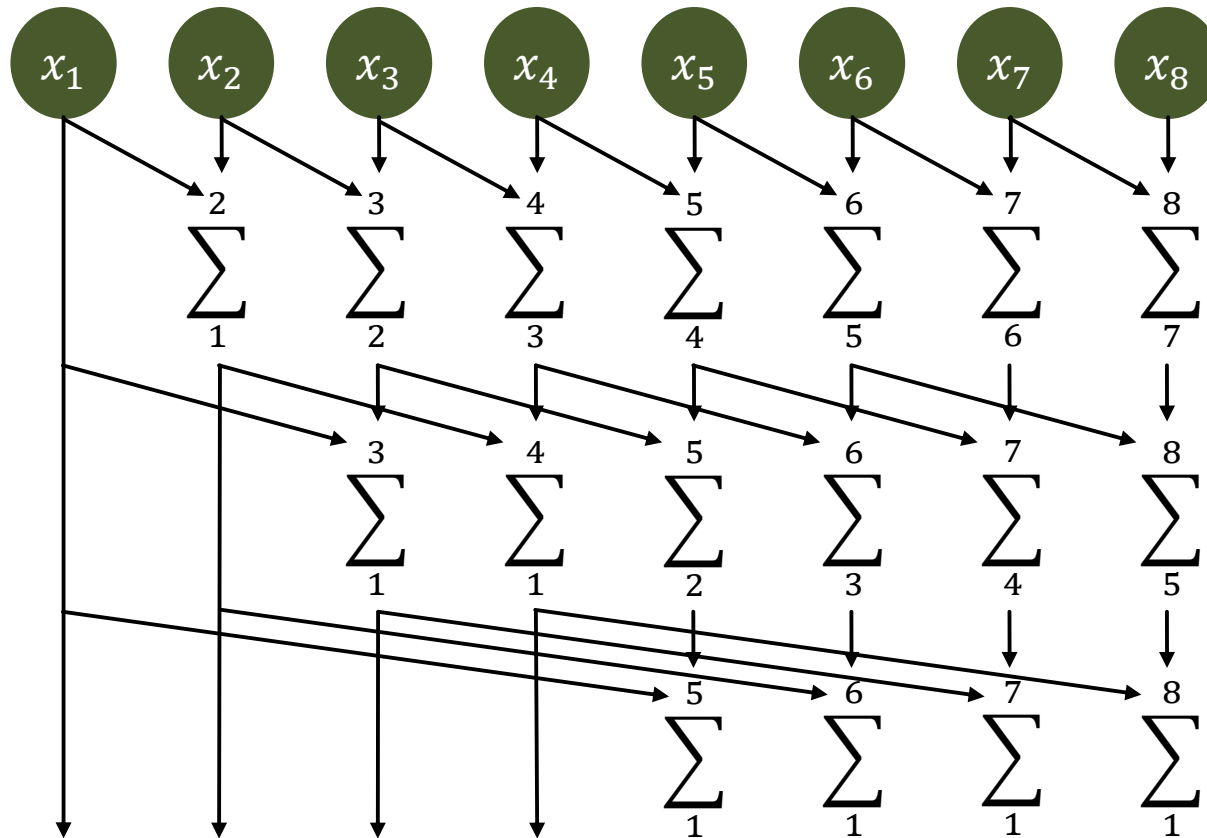 x₁ x₂ x₃ x₄ x₅ x₆ x₇ x₈
2 3 4 5 6 7 8
∑ ∑ ∑ ∑ ∑ ∑ ∑
1 2 3 4 5 6 7
3 4 5 6 7 8
∑ ∑ ∑ ∑ ∑ ∑
1 1 2 3 4 5
5 6 7 8
∑ ∑ ∑ ∑
1 1 1 1